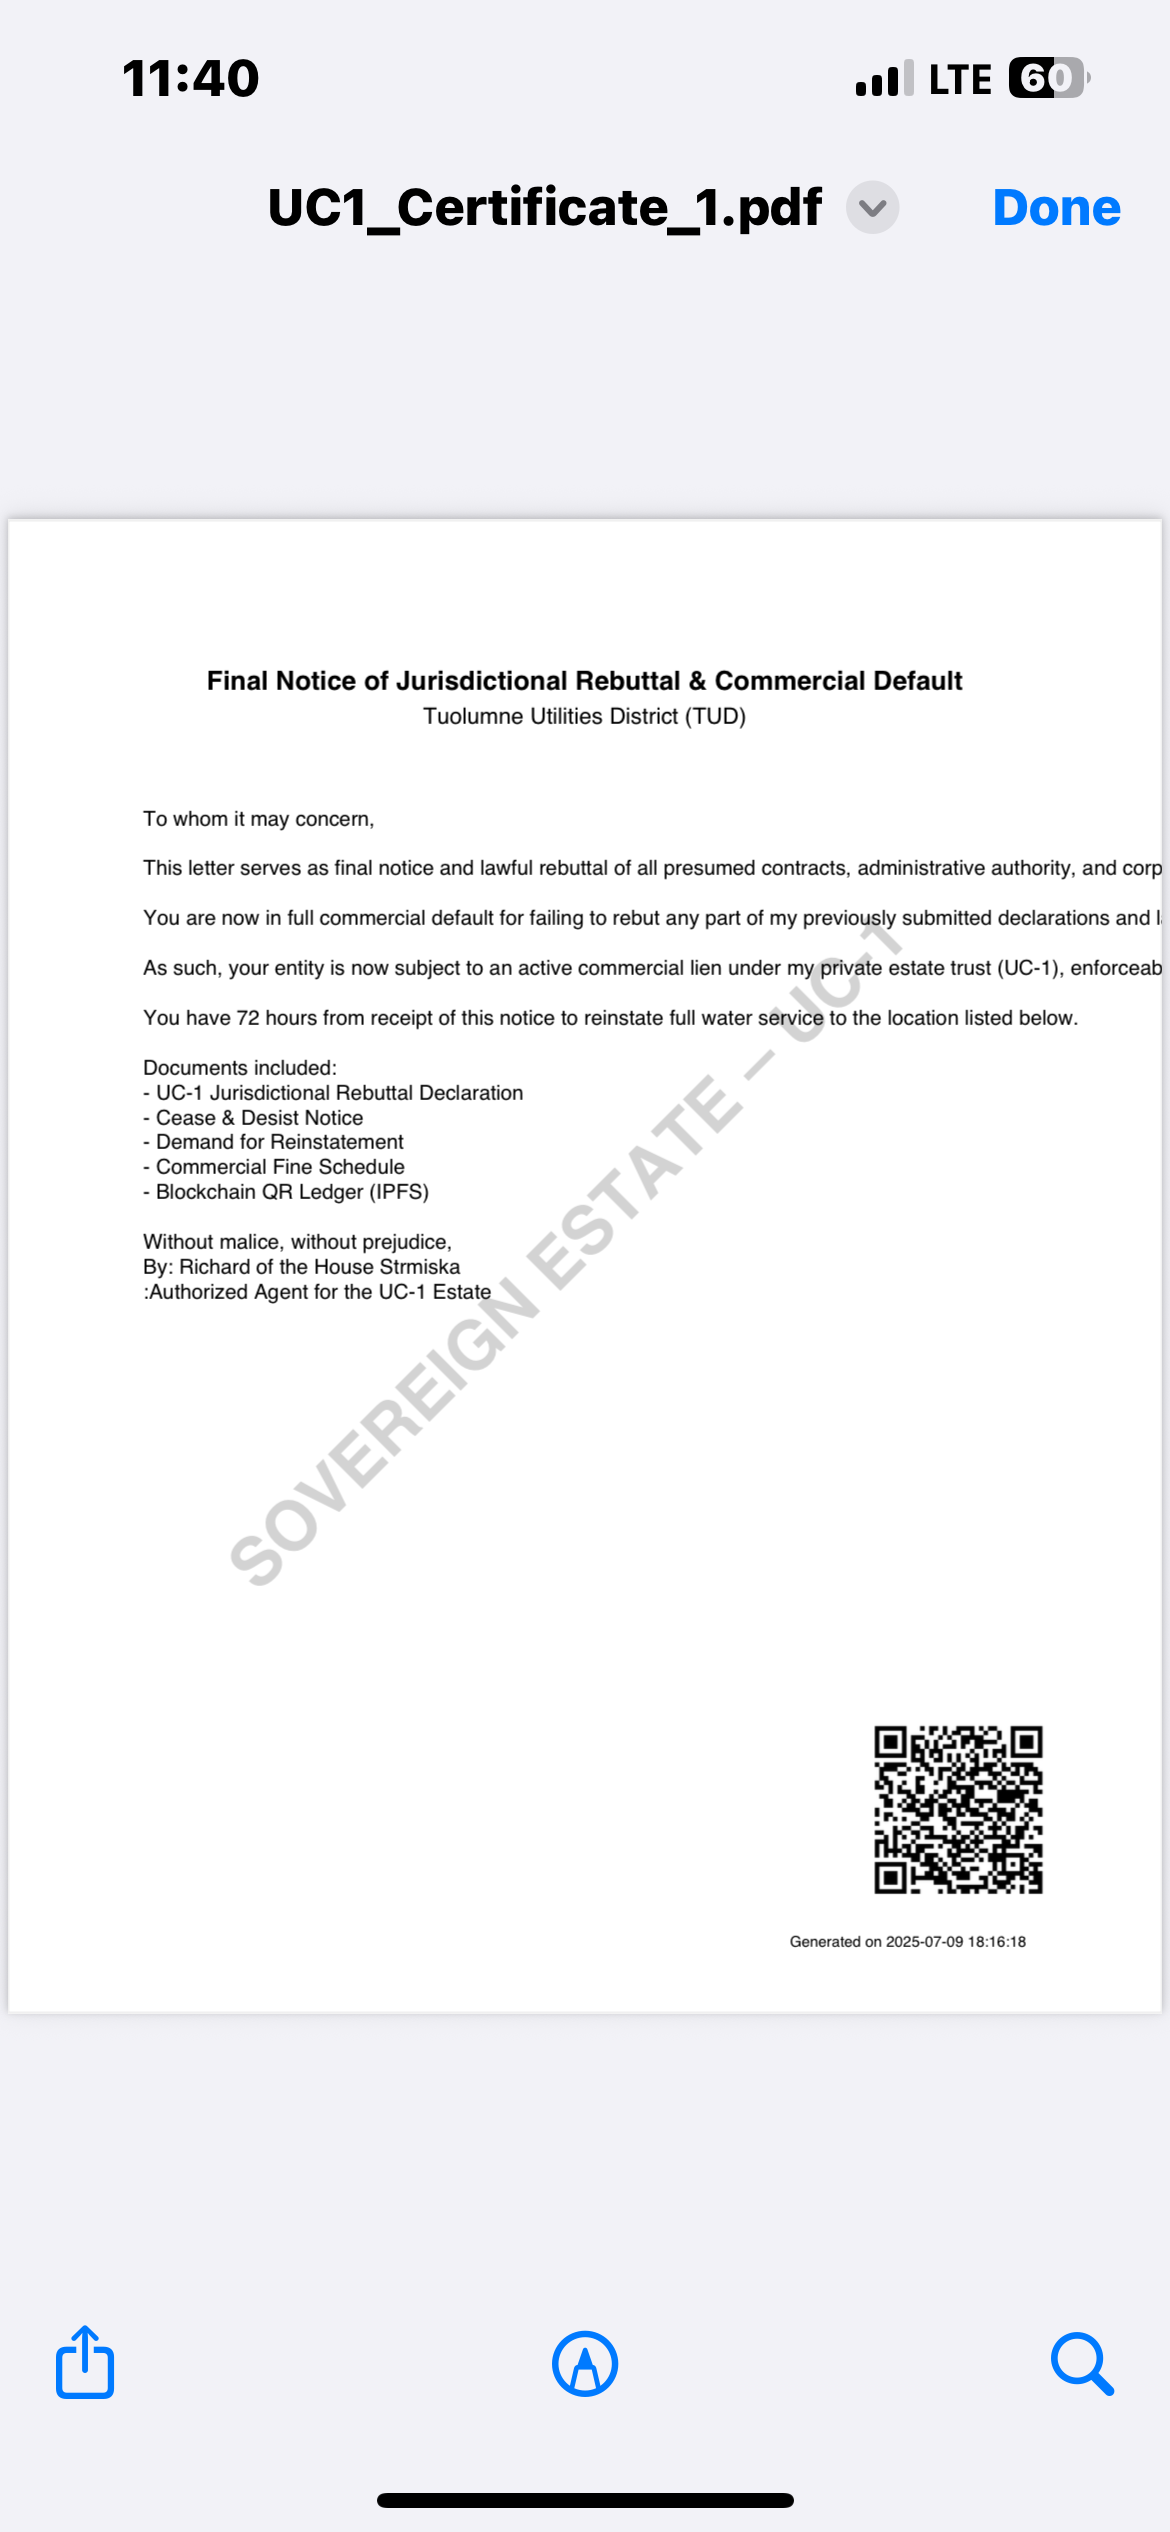 11:40
LTE 60
UC1_Certificate_1.pdf
Done
Final Notice of Jurisdictional Rebuttal & Commercial Default
Tuolumne Utilities District (TUD)
To whom it may concern,
This letter serves as final notice and lawful rebuttal of all presumed contracts, administrative authority, and corp
You are now in full commercial default for failing to rebut any part of my previously submitted declarations and l
As such, your entity is now subject to an active commercial lien under my private estate trust (UC-1), enforceab
You have 72 hours from receipt of this notice to reinstate full water service to the location listed below.
Documents included:
- UC-1 Jurisdictional Rebuttal Declaration
- Cease & Desist Notice
- Demand for Reinstatement
- Commercial Fine Schedule
- Blockchain QR Ledger (IPFS)
Without malice, without prejudice,
By: Richard of the House Strmiska
:Authorized Agent for the UC-1 Estate
SOVEREIGN ESTATE – UC-1
Generated on 2025-07-09 18:16:18